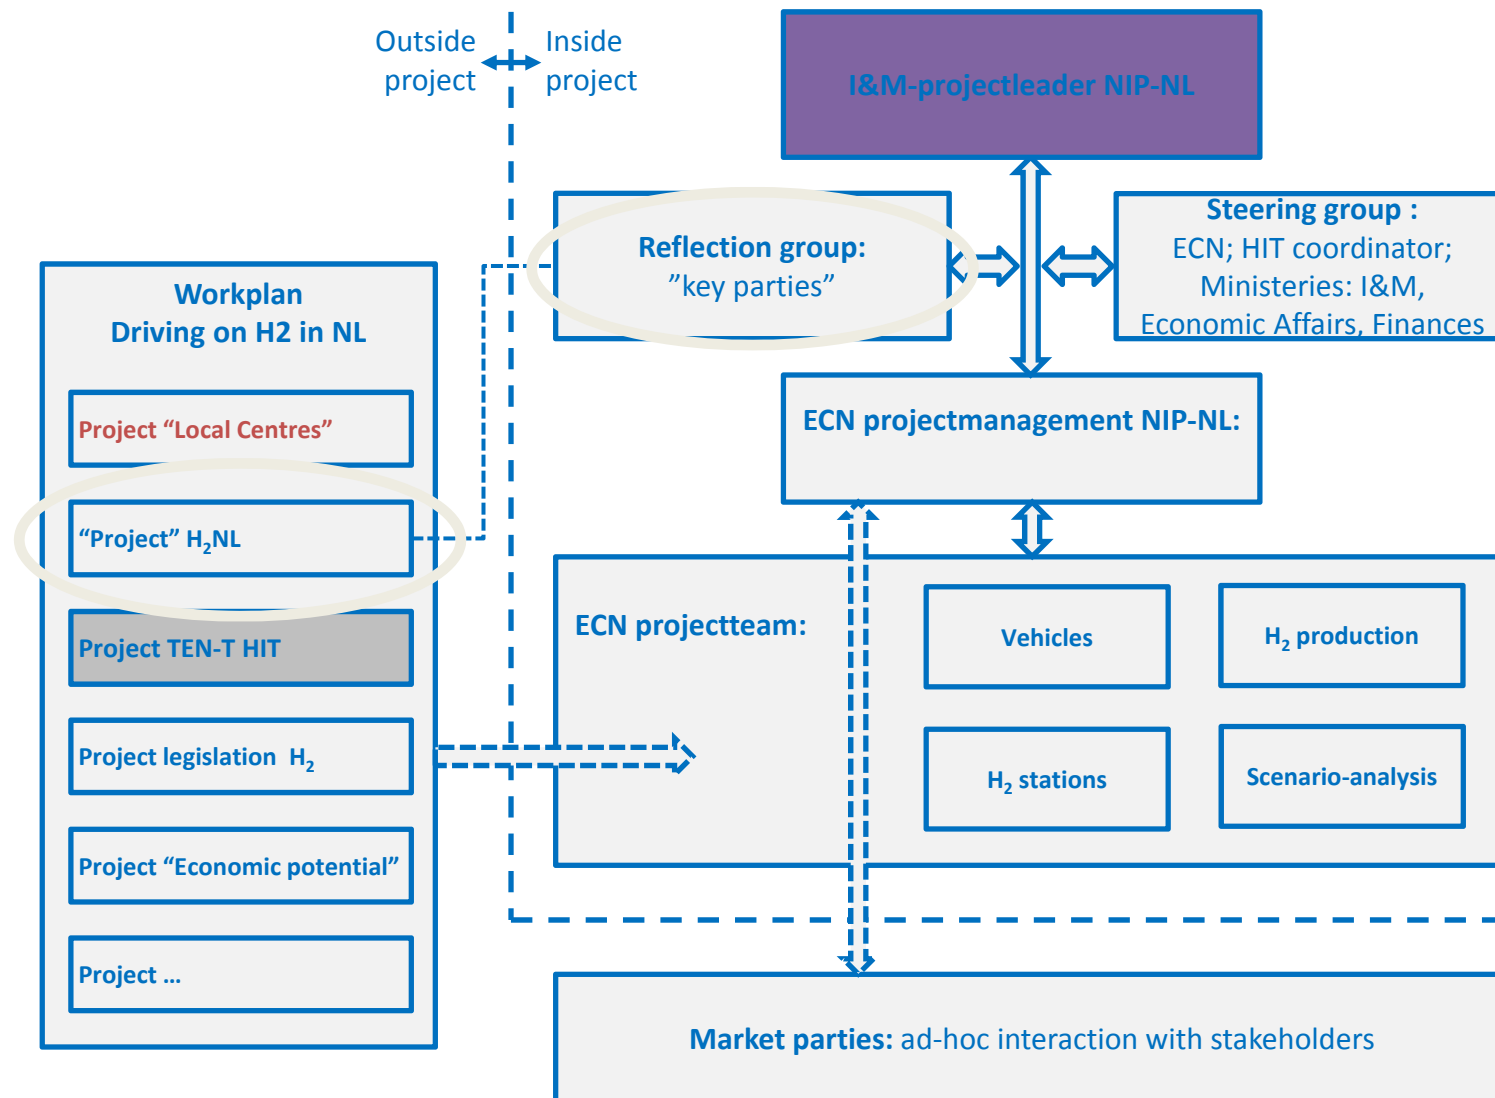 Outside
project
Inside
project
I&M-projectleader NIP-NL
Reflection group:
”key parties”
Steering group :
ECN; HIT coordinator;
Ministeries: I&M,
Economic Affairs, Finances
Workplan
Driving on H2 in NL
Project “Local Centres”
“Project” H₂NL
Project TEN-T HIT
Project legislation H₂
Project “Economic potential”
Project ...
ECN projectmanagement NIP-NL:
ECN projectteam:
Vehicles
H₂ production
H₂ stations
Scenario-analysis
Market parties: ad-hoc interaction with stakeholders